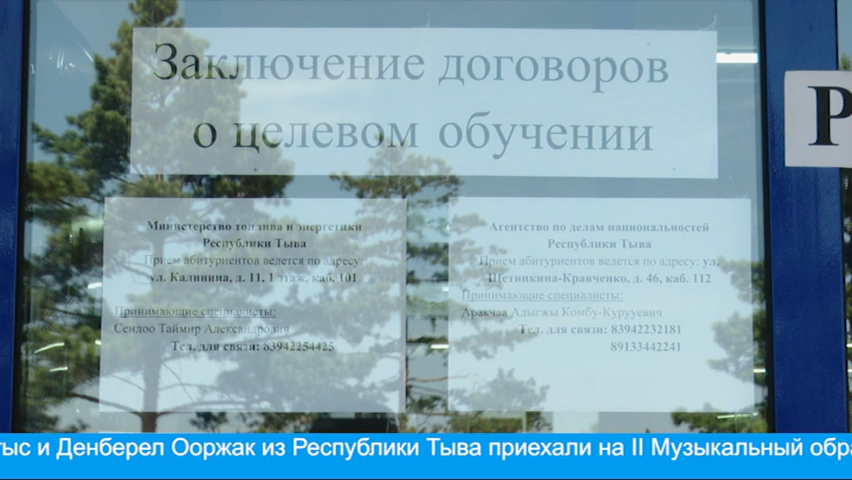 Заключение договоров
о целевом обучении
Р
Министерство топлива и энергетики
Республики Тыва
Прием абитуриентов ведется по адресу:
ул. Калинина, д. 11, 1 этаж, каб. 101
Принимающие специалисты:
Сендоо Таймир Александрович
Тел. для связи: 83942254425
Агентство по делам национальностей
Республики Тыва
Прием абитуриентов ведется по адресу: ул.
Щетинкина-Кравченко, д. 46, каб. 112
Принимающие специалисты:
Аракчаа Адыгжы Комбу-Курууевич
Тел. для связи: 83942232181
89133442241
тыс и Денберел Ооржак из Республики Тыва приехали на II Музыкальный обра